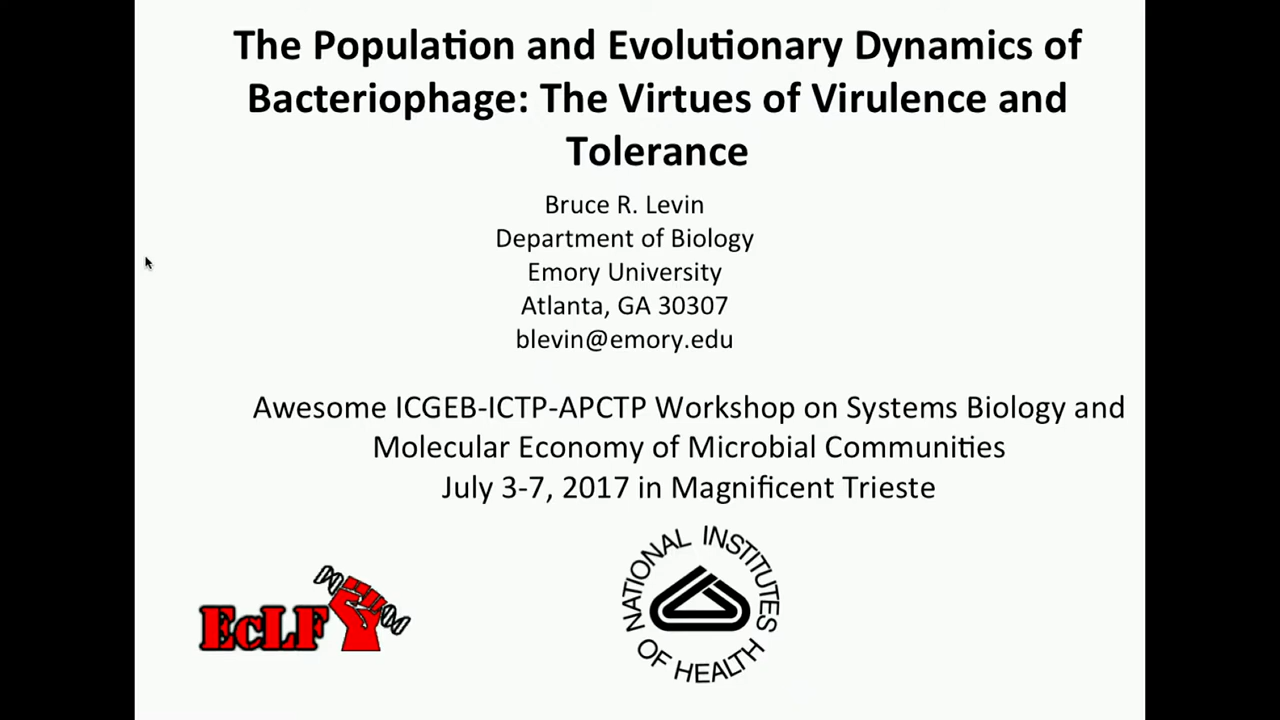 The Population and Evolutionary Dynamics of
Bacteriophage: The Virtues of Virulence and
Tolerance
Bruce R. Levin
Department of Biology
Emory University
Atlanta, GA 30307
blevin@emory.edu
Awesome ICGEB-ICTP-APCTP Workshop on Systems Biology and
Molecular Economy of Microbial Communities
July 3-7, 2017 in Magnificent Trieste
EcLF
NATIONAL INSTITUTES
OF HEALTH